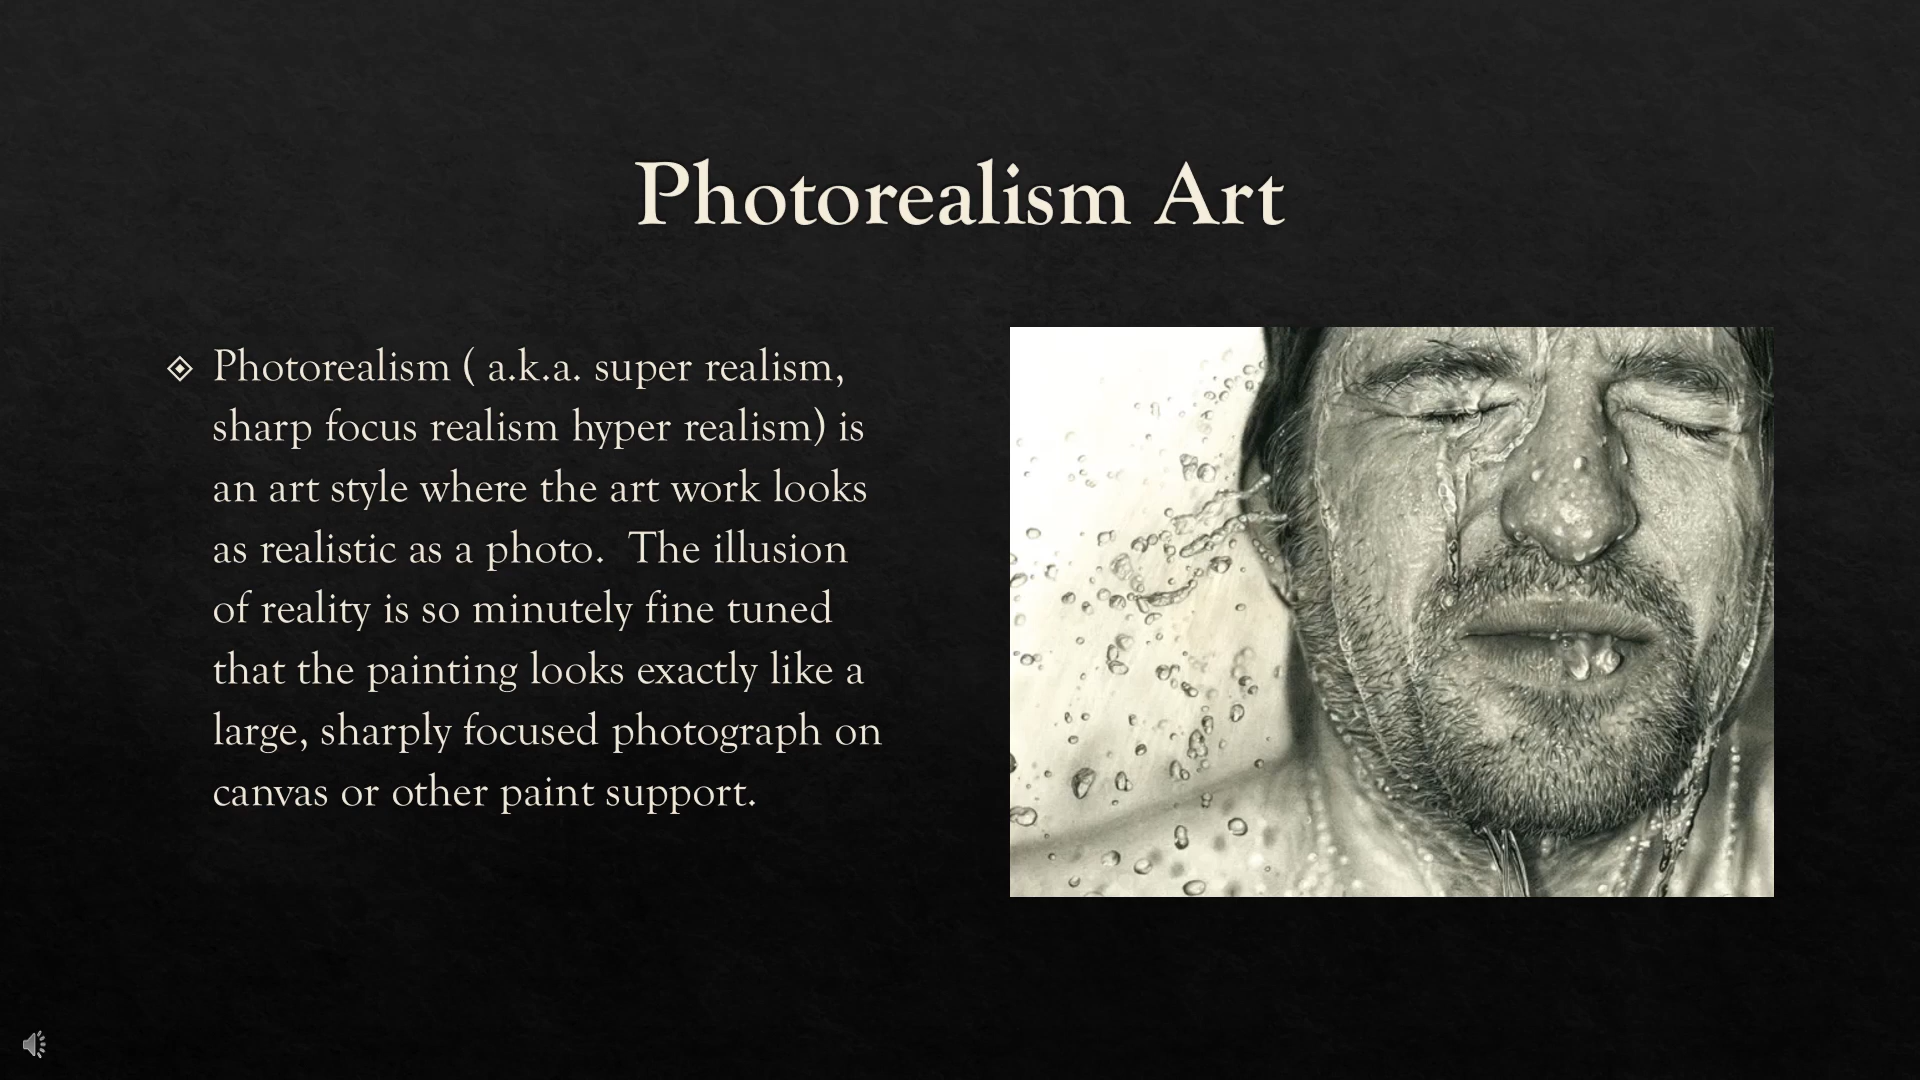 Photorealism Art
Photorealism ( a.k.a. super realism,
sharp focus realism hyper realism) is
an art style where the art work looks
as realistic as a photo.  The illusion
of reality is so minutely fine tuned
that the painting looks exactly like a
large, sharply focused photograph on
canvas or other paint support.